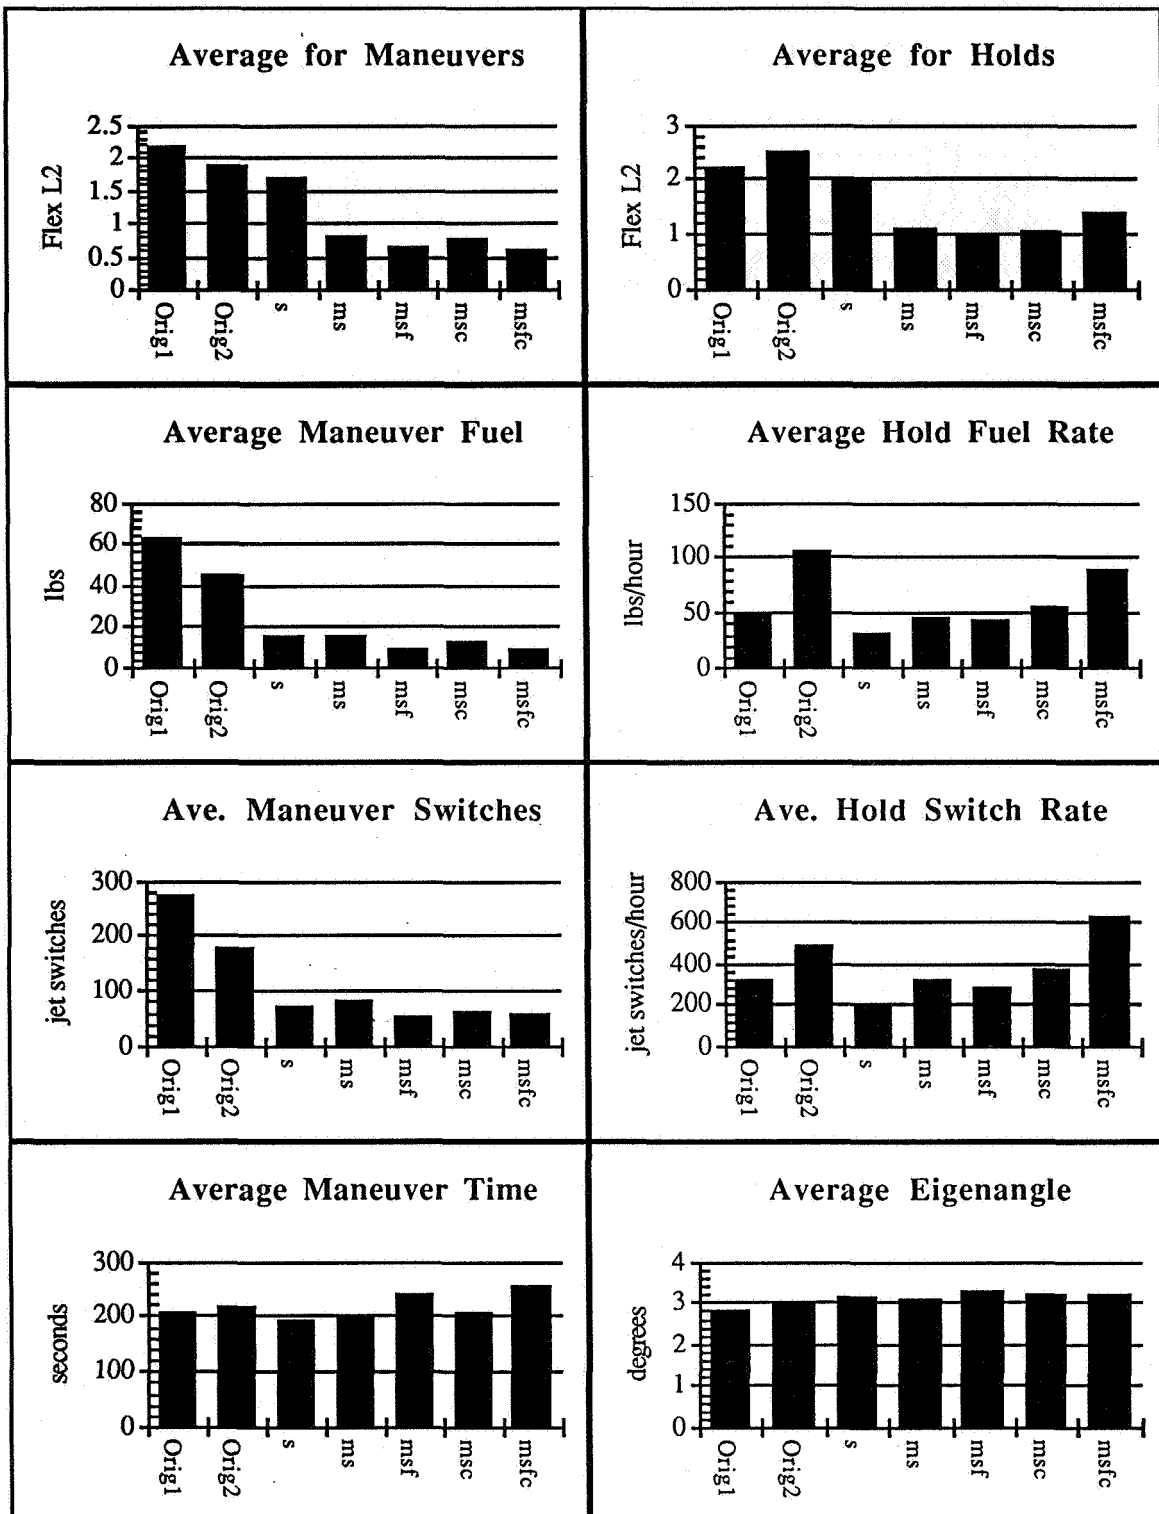 Average for Maneuvers
Flex L2
2.5
2
1.5
1
0.5
0
Orig1
Orig2
s
ms
msf
msc
msfc
Average for Holds
Flex L2
3
2
1
0
Orig1
Orig2
s
ms
msf
msc
msfc
Average Maneuver Fuel
lbs
80
60
40
20
0
Orig1
Orig2
s
ms
msf
msc
msfc
Average Hold Fuel Rate
lbs/hour
150
100
50
0
Orig1
Orig2
s
ms
msf
msc
msfc
Ave. Maneuver Switches
jet switches
300
200
100
0
Orig1
Orig2
s
ms
msf
msc
msfc
Ave. Hold Switch Rate
jet switches/hour
800
600
400
200
0
Orig1
Orig2
s
ms
msf
msc
msfc
Average Maneuver Time
seconds
300
200
100
0
Orig1
Orig2
s
ms
msf
msc
msfc
Average Eigenangle
degrees
4
3
2
1
0
Orig1
Orig2
s
ms
msf
msc
msfc